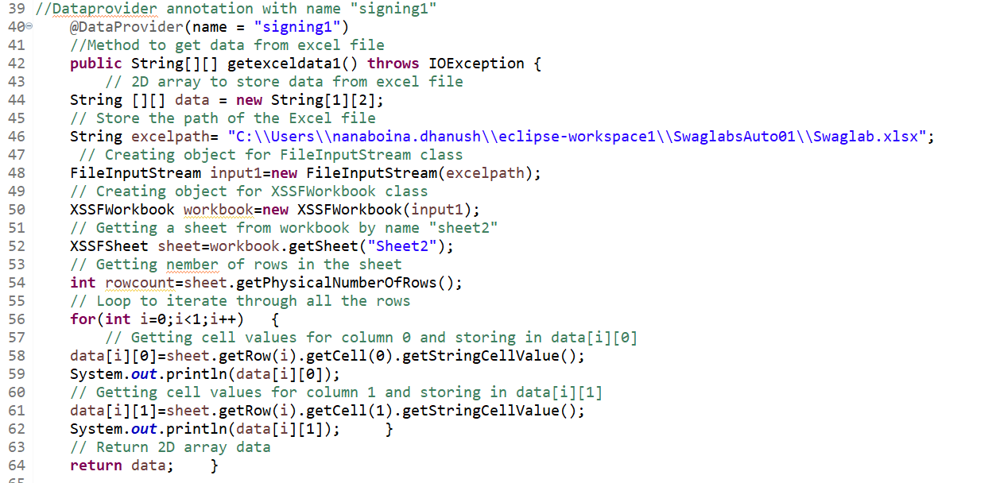 39 //Dataprovider annotation with name "signing1"
40 @DataProvider(name = "signing1")
41 //Method to get data from excel file
42 public String[][] getexceldata1() throws IOException {
43 // 2D array to store data from excel file
44 String [][] data = new String[1][2];
45 // Store the path of the Excel file
46 String excelpath= "C:\\Users\\nanaboina.dhanush\\eclipse-workspace1\\SwaglabsAuto01\\Swaglab.xlsx";
47 // Creating object for FileInputStream class
48 FileInputStream input1=new FileInputStream(excelpath);
49 // Creating object for XSSFWorkbook class
50 XSSFWorkbook workbook=new XSSFWorkbook(input1);
51 // Getting a sheet from workbook by name "sheet2"
52 XSSFSheet sheet=workbook.getSheet("Sheet2");
53 // Getting nember of rows in the sheet
54 int rowcount=sheet.getPhysicalNumberOfRows();
55 // Loop to iterate through all the rows
56 for(int i=0;i<1;i++)   {
57 // Getting cell values for column 0 and storing in data[i][0]
58 data[i][0]=sheet.getRow(i).getCell(0).getStringCellValue();
59 System.out.println(data[i][0]);
60 // Getting cell values for column 1 and storing in data[i][1]
61 data[i][1]=sheet.getRow(i).getCell(1).getStringCellValue();
62 System.out.println(data[i][1]);     }
63 // Return 2D array data
64 return data;    }
65